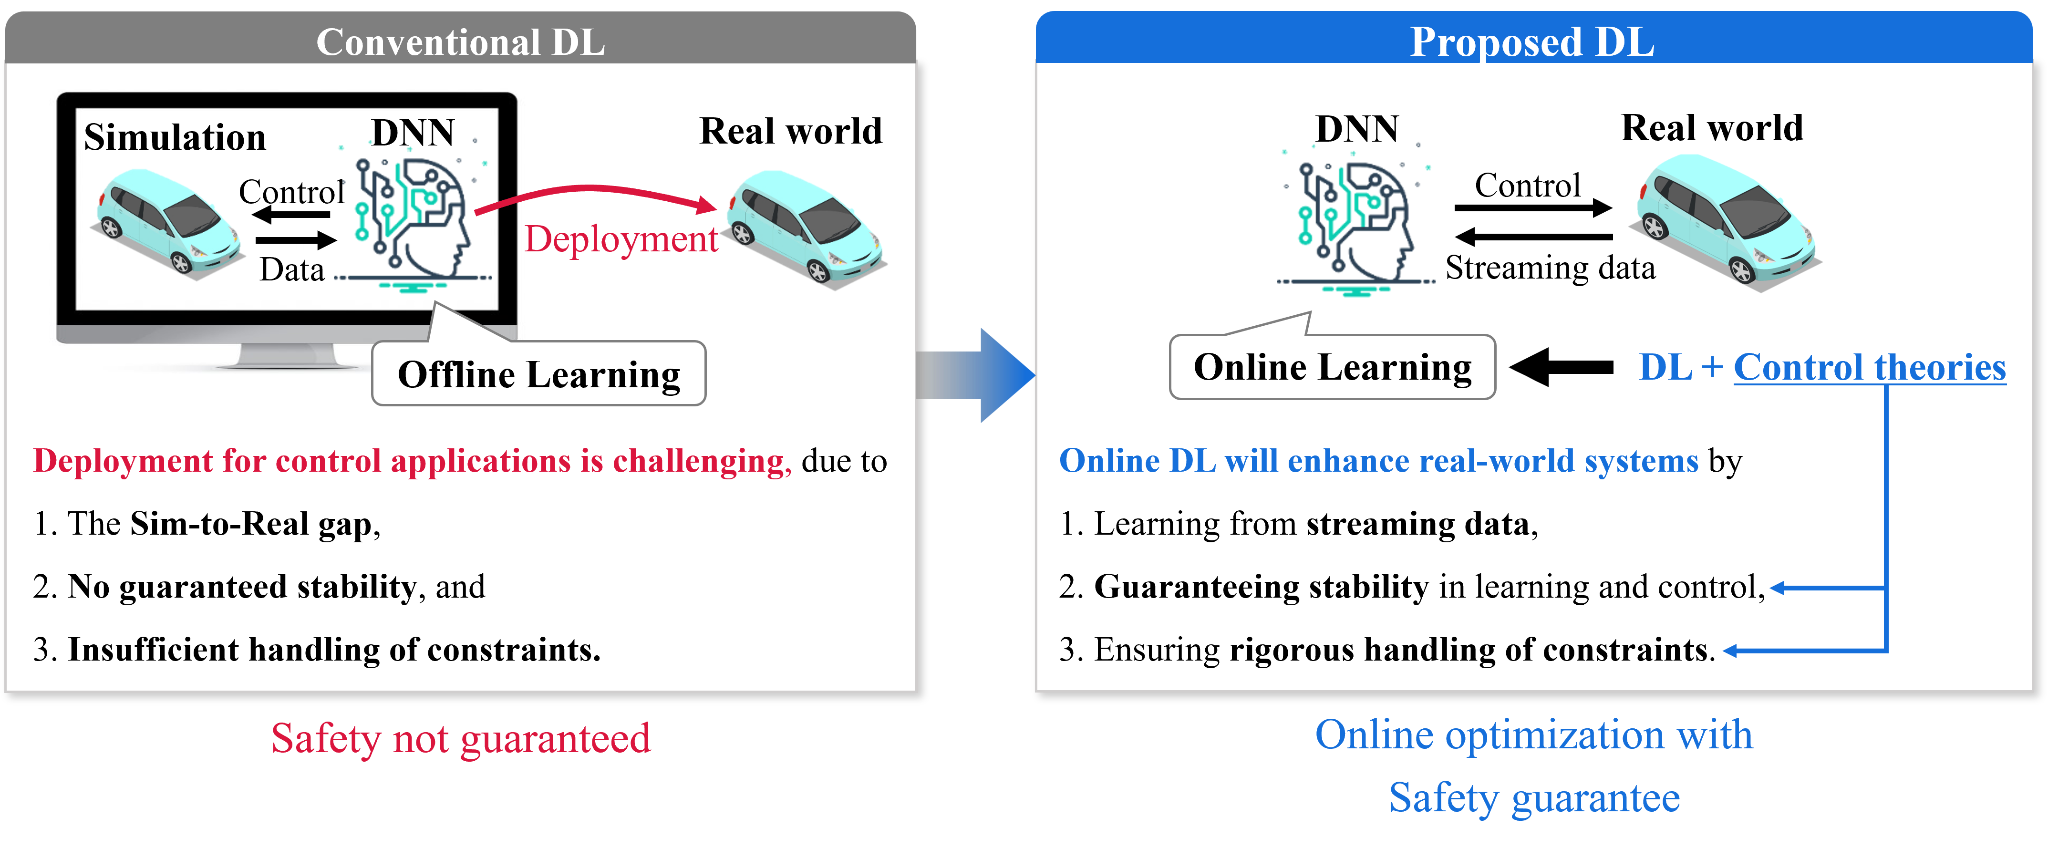 Conventional DL
Simulation
DNN
Control
Data
Deployment
Real world
Offline Learning
Deployment for control applications is challenging, due to
1. The Sim-to-Real gap,
2. No guaranteed stability, and
3. Insufficient handling of constraints.
Safety not guaranteed
Proposed DL
DNN
Real world
Control
Streaming data
Online Learning
DL + Control theories
Online DL will enhance real-world systems by
1. Learning from streaming data,
2. Guaranteeing stability in learning and control,
3. Ensuring rigorous handling of constraints.
Online optimization with
Safety guarantee